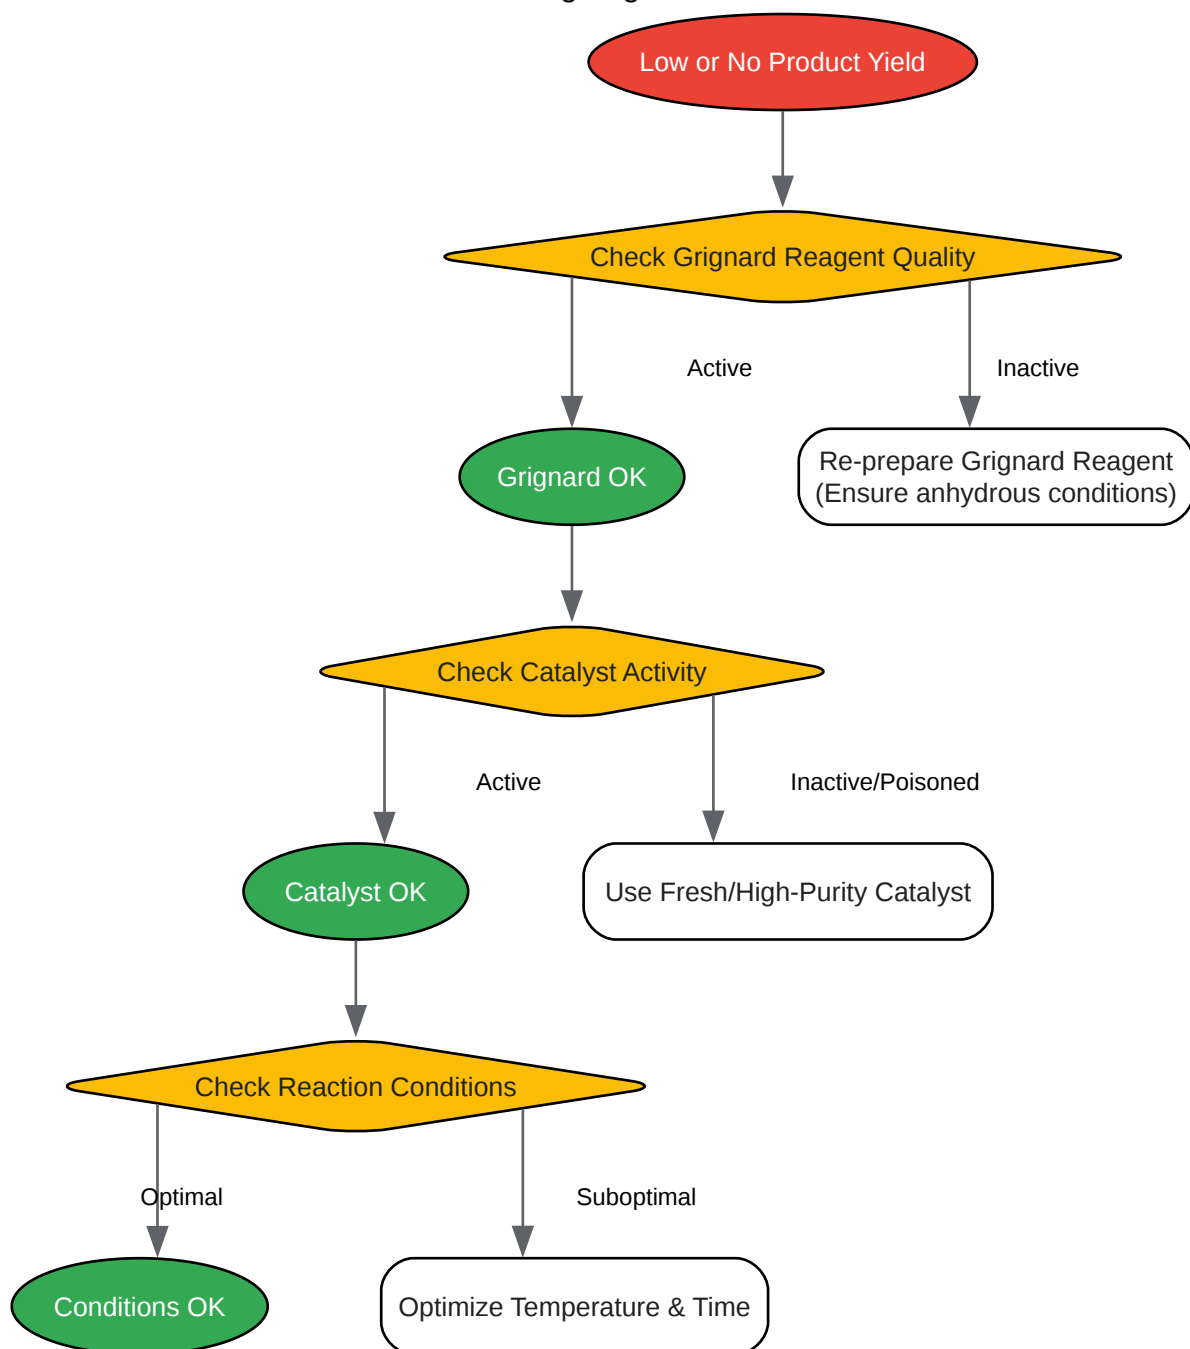 Low or No Product Yield
Check Grignard Reagent Quality
Active
Inactive
Grignard OK
Re-prepare Grignard Reagent
(Ensure anhydrous conditions)
Check Catalyst Activity
Active
Inactive/Poisoned
Catalyst OK
Use Fresh/High-Purity Catalyst
Check Reaction Conditions
Optimal
Suboptimal
Conditions OK
Optimize Temperature & Time